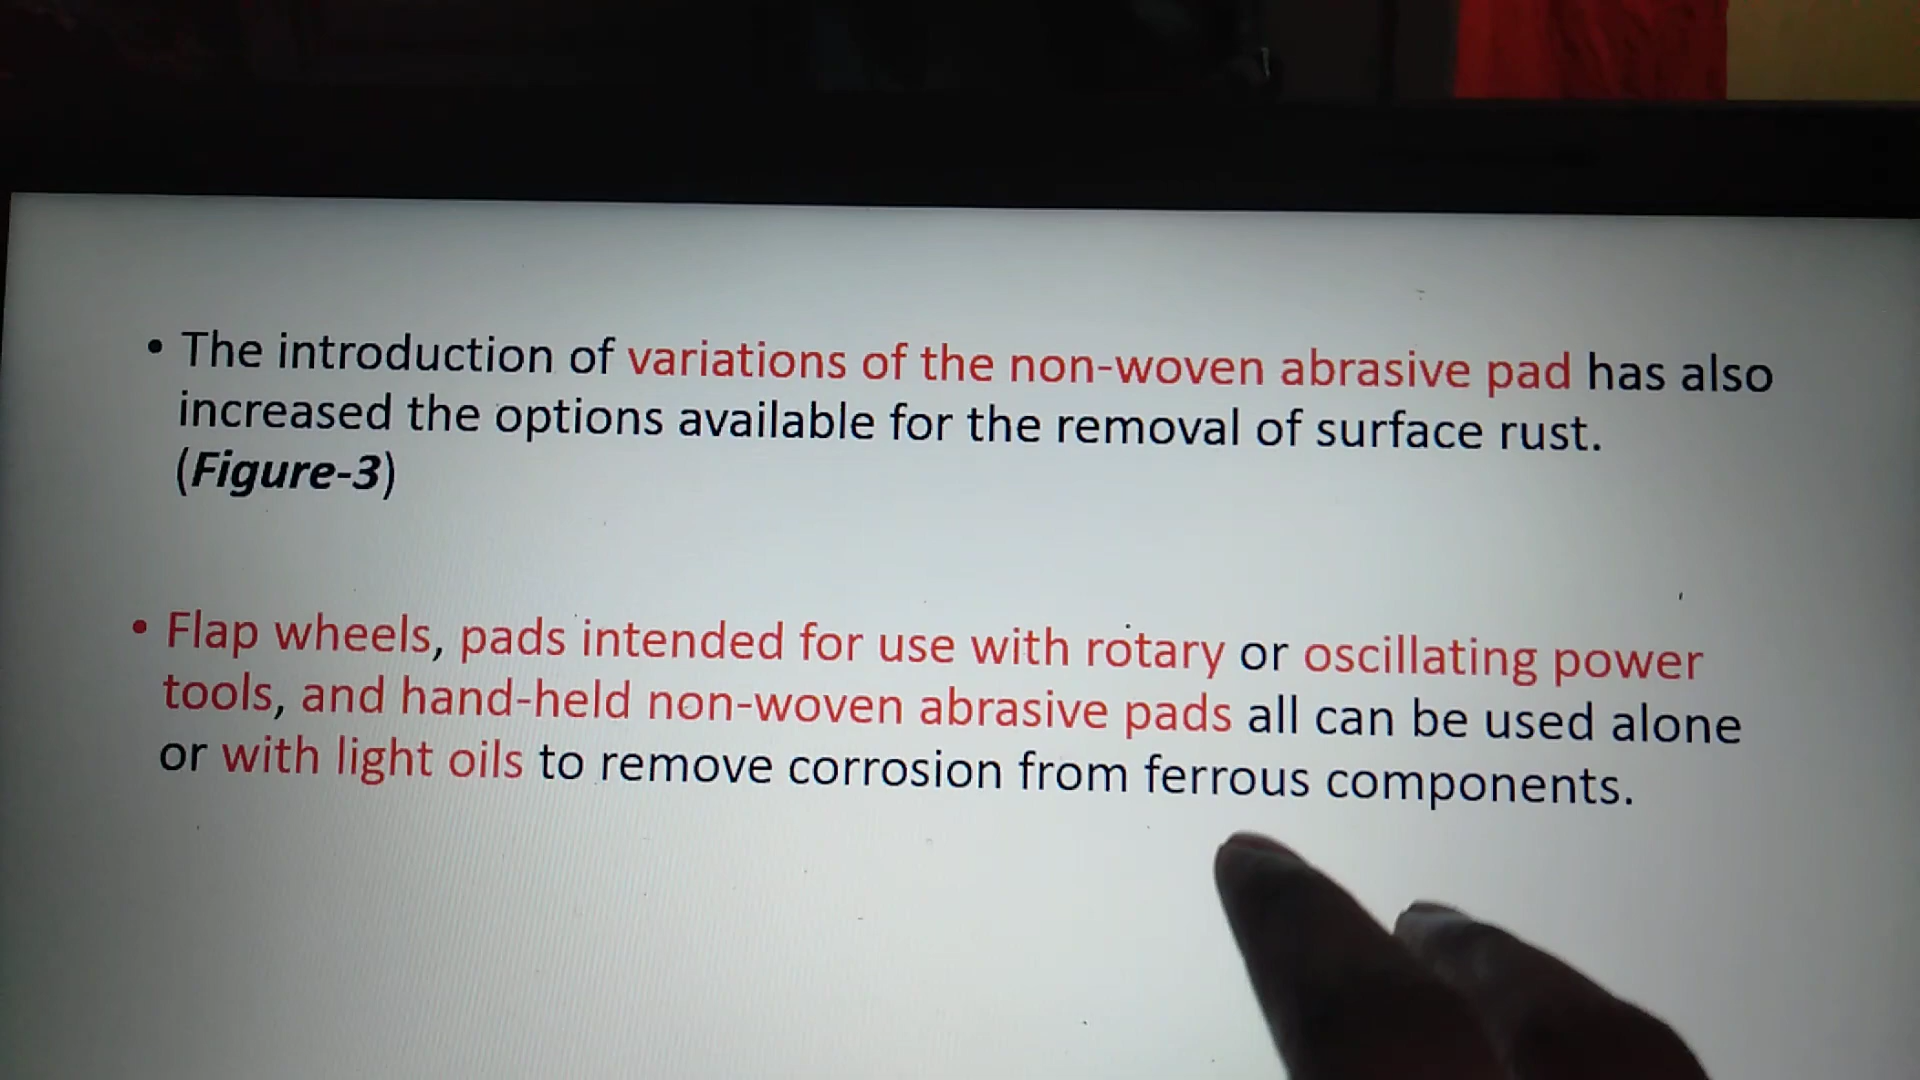 • The introduction of variations of the non-woven abrasive pad has also
increased the options available for the removal of surface rust.
(Figure-3)
• Flap wheels, pads intended for use with rotary or oscillating power
tools, and hand-held non-woven abrasive pads all can be used alone
or with light oils to remove corrosion from ferrous components.